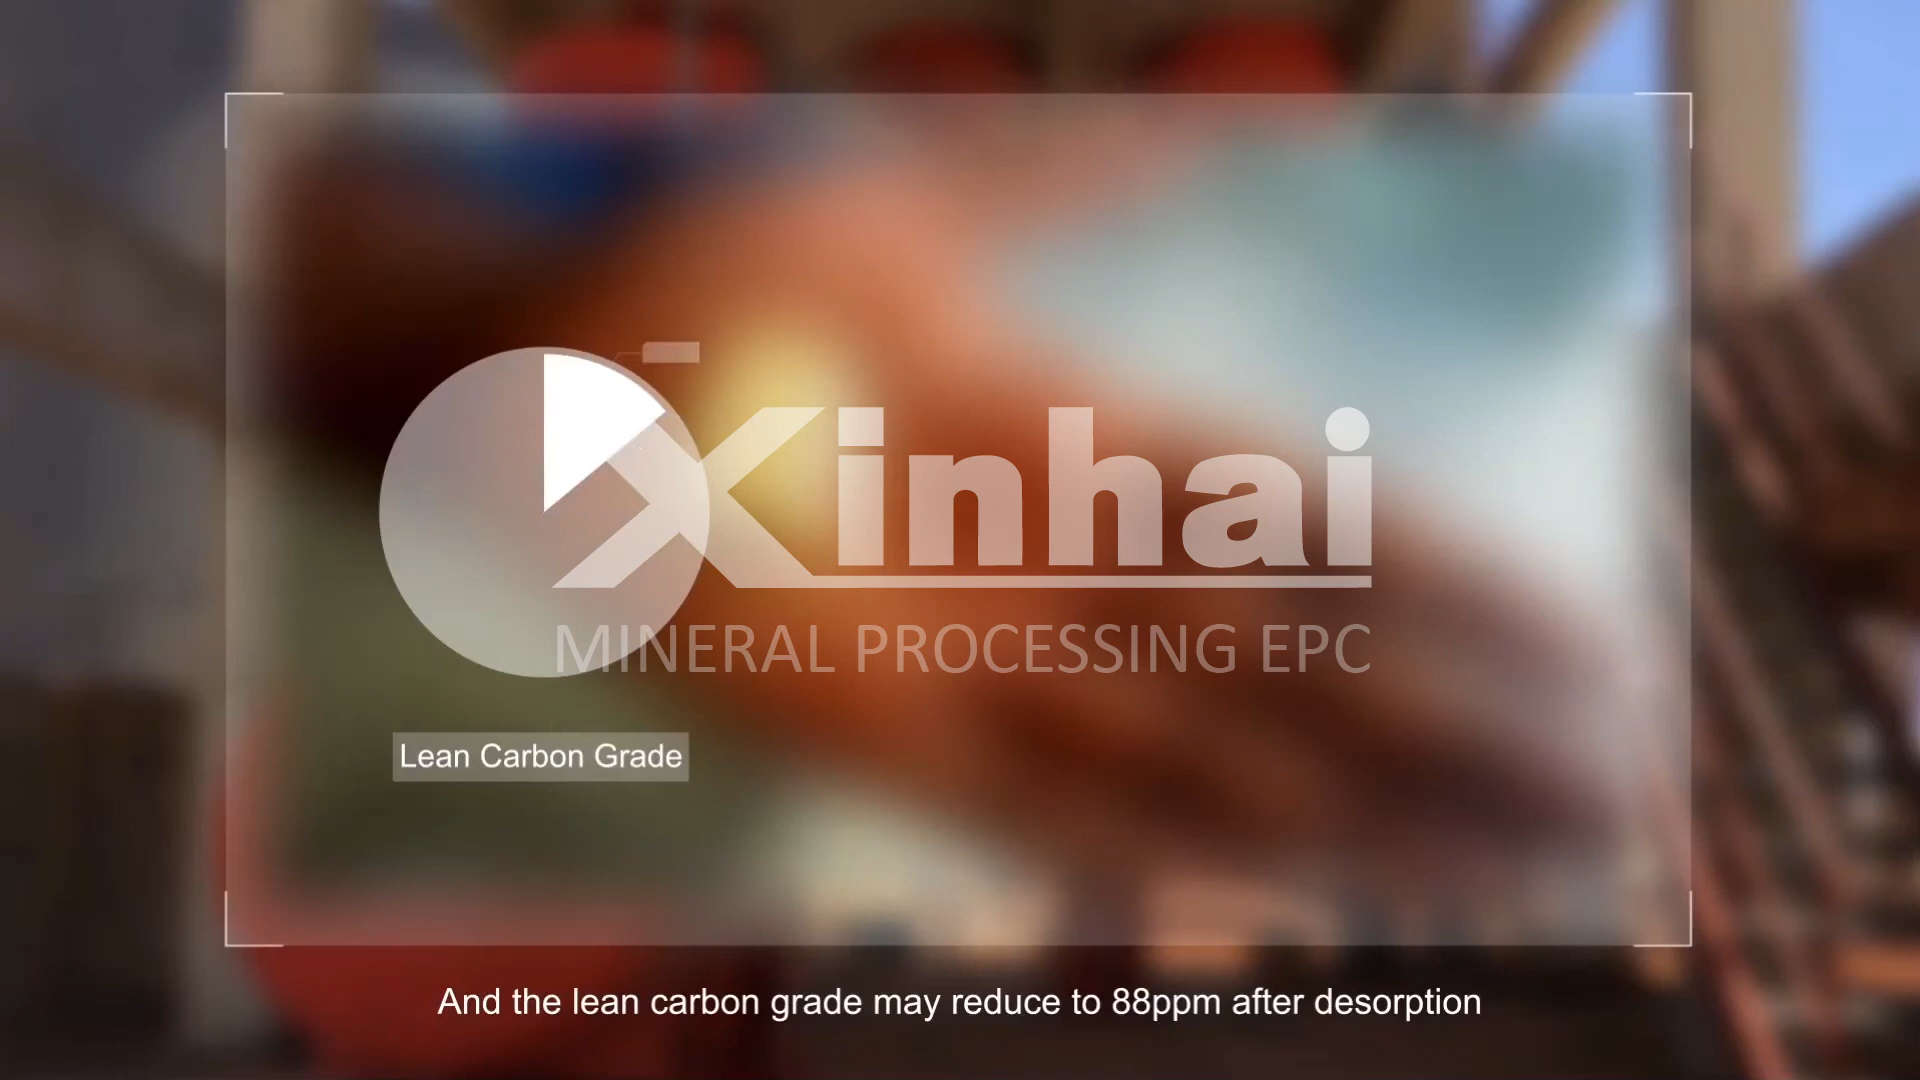 Xinhai
MINERAL PROCESSING EPC
Lean Carbon Grade
And the lean carbon grade may reduce to 88ppm after desorption